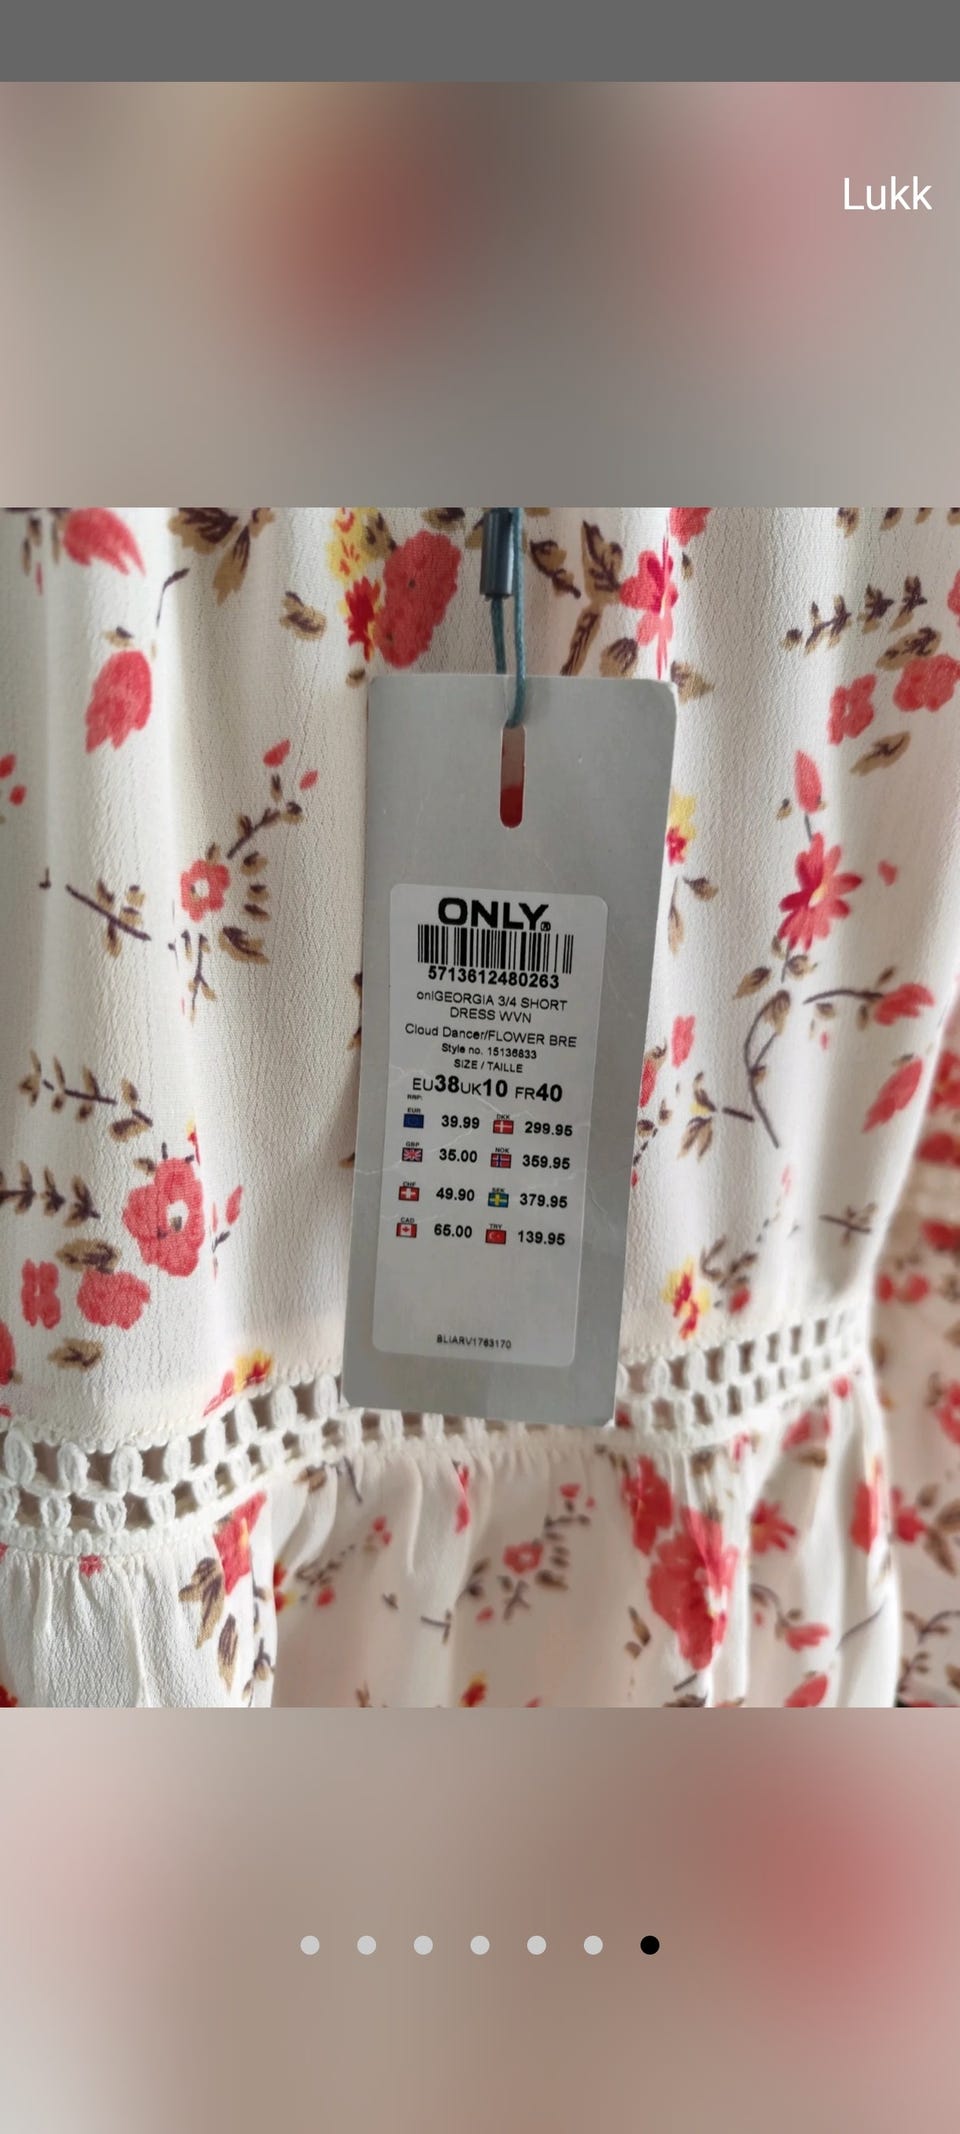 Lukk
ONLY®
5713612480263
onlGEORGIA 3/4 SHORT
DRESS WVN
Cloud Dancer/FLOWER BRE
Style no. 15136833
SIZE / TAILLE
EU38UK10 FR40
RRP:
EUR 39.99 DKK 299.95
GBP 35.00 NOK 359.95
CHF 49.90 SEK 379.95
CAD 65.00 TRY 139.95
BLIARV1763170